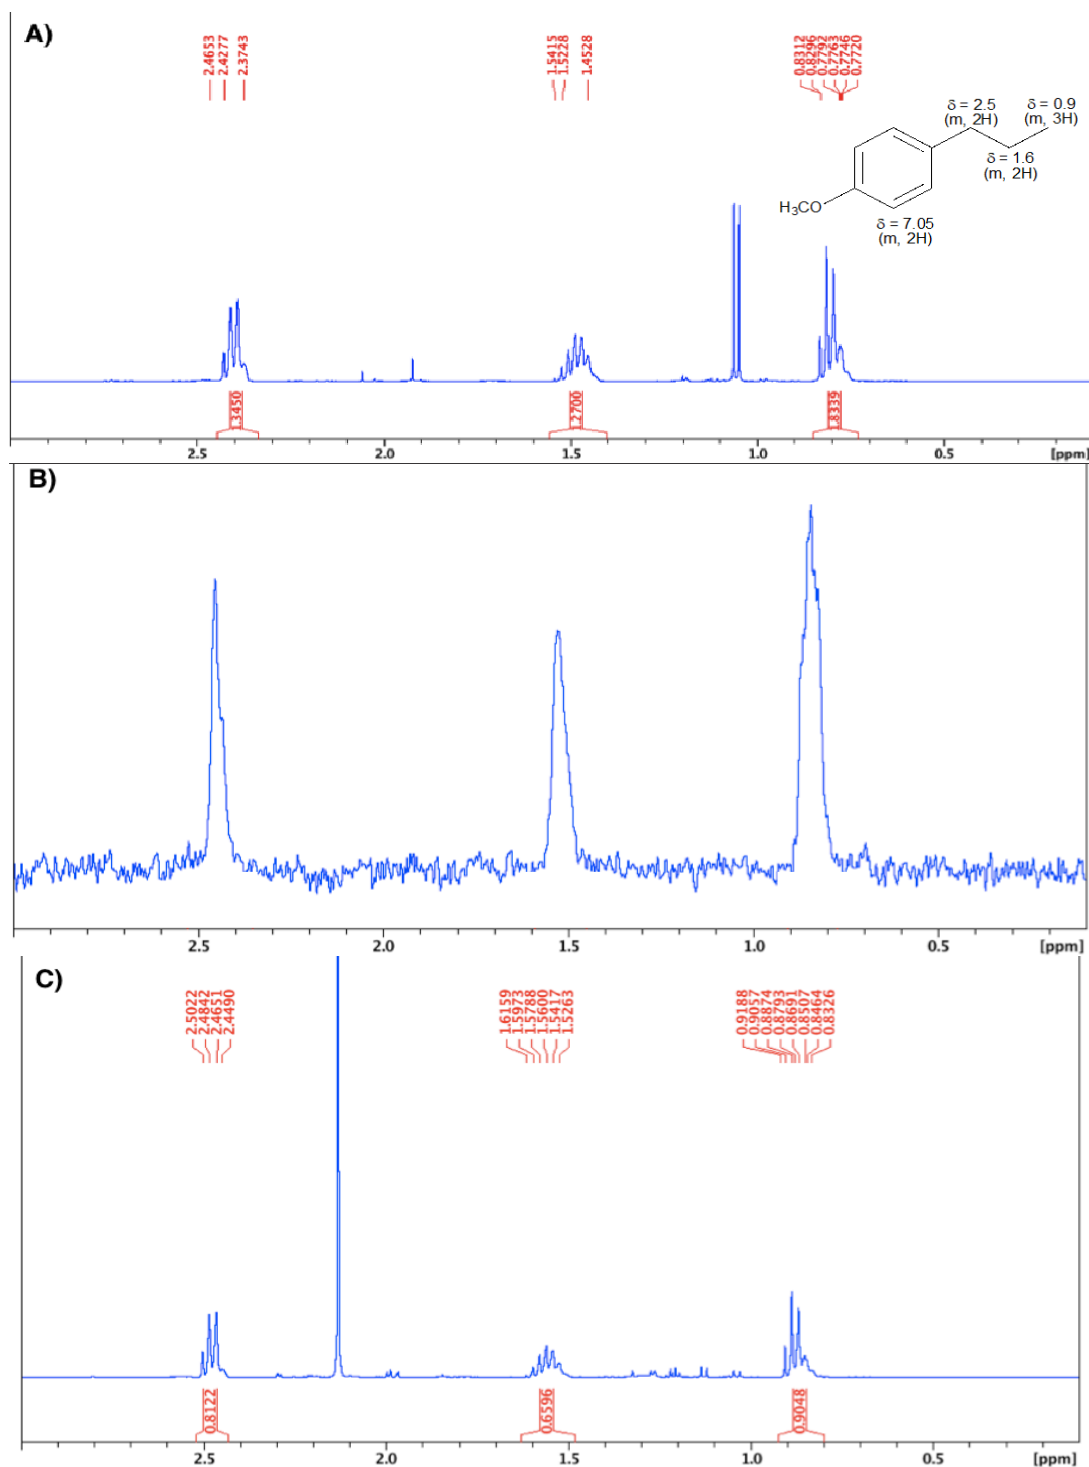 A)
2.4653
2.4277
2.3743
1.5415
1.5228
1.4528
0.8312
0.8296
0.7792
0.7763
0.7746
0.7720
δ = 2.5
(m, 2H)
δ = 0.9
(m, 3H)
δ = 1.6
(m, 2H)
H₃CO
δ = 7.05
(m, 2H)
1.3450
1.2700
1.8339
2.5 2.0 1.5 1.0 0.5 [ppm]
B)
2.5 2.0 1.5 1.0 0.5 [ppm]
C)
2.5022
2.4842
2.4651
2.4490
1.6159
1.5973
1.5788
1.5600
1.5417
1.5263
0.9188
0.9057
0.8874
0.8793
0.8691
0.8507
0.8464
0.8326
0.8122
0.6596
0.9048
2.5 2.0 1.5 1.0 0.5 [ppm]